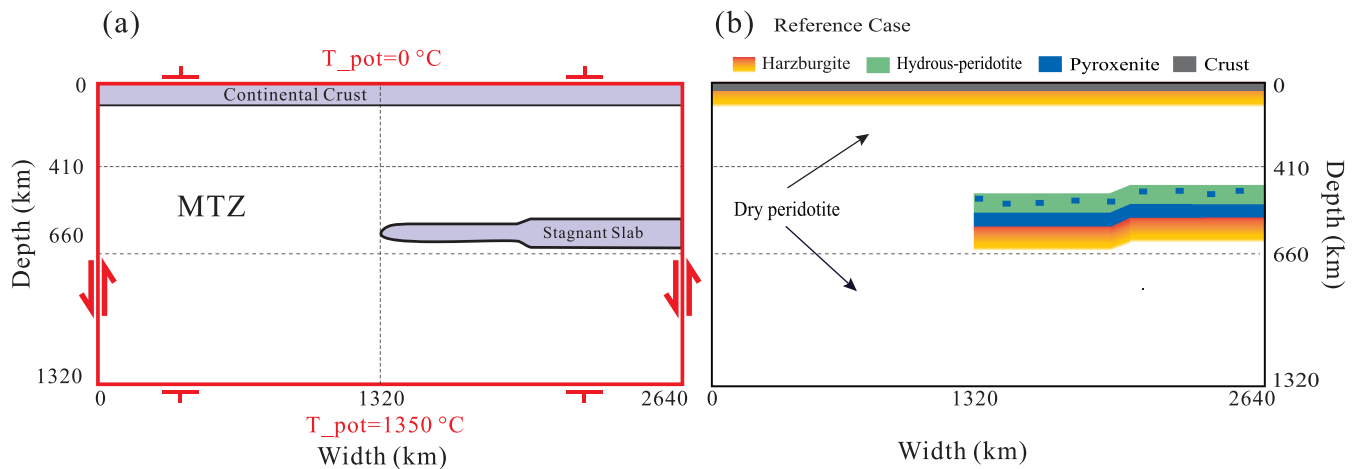 (a)
T_pot=0 °C
0
Continental Crust
410
MTZ
660
Stagnant Slab
Depth (km)
1320
0
1320
2640
T_pot=1350 °C
Width (km)
(b) Reference Case
Harzburgite Hydrous-peridotite Pyroxenite Crust
0
410
Dry peridotite
660
Depth (km)
1320
0
1320
2640
Width (km)